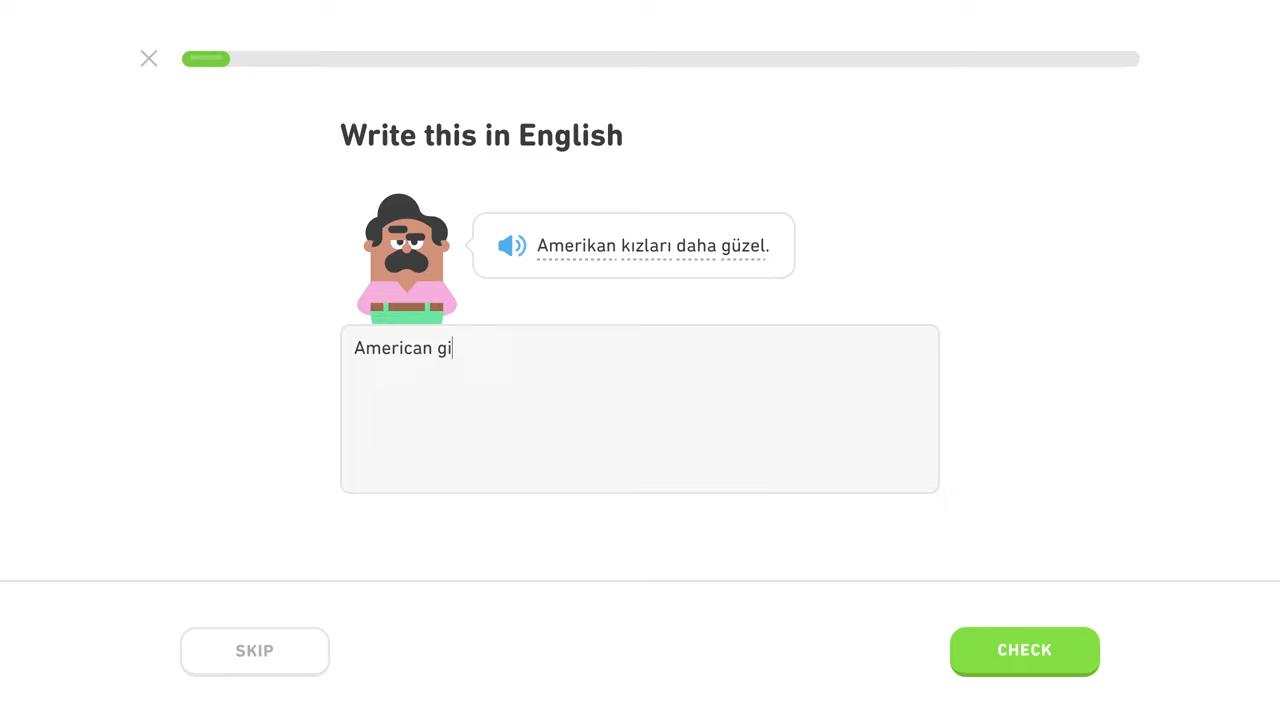 Write this in English
Amerikan kızları daha güzel.
American gi
SKIP
CHECK